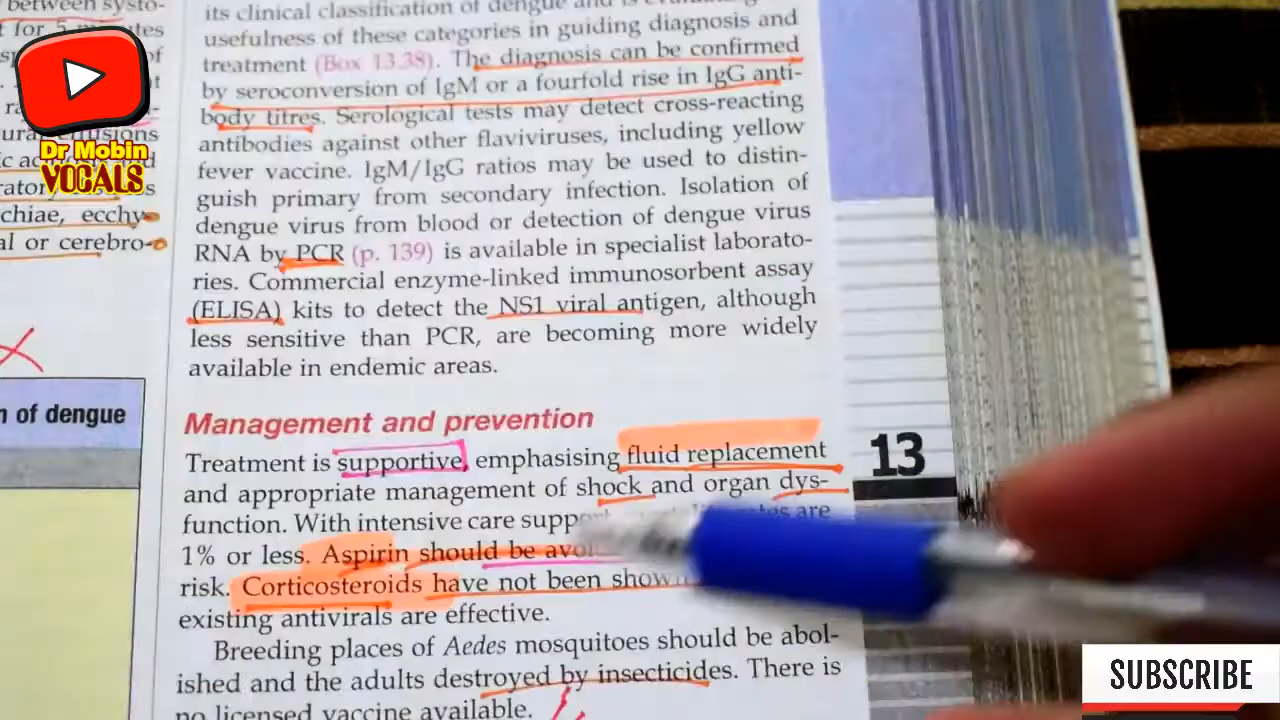 between systo-
t for 5 minutes
of
Dr Mobin
VOCALS
chiae, ecchy-
al or cerebro-
n of dengue
its clinical classification of dengue and is evaluating
usefulness of these categories in guiding diagnosis and
treatment (Box 13.38). The diagnosis can be confirmed
by seroconversion of IgM or a fourfold rise in IgG anti-
body titres. Serological tests may detect cross-reacting
antibodies against other flaviviruses, including yellow
fever vaccine. IgM/IgG ratios may be used to distin-
guish primary from secondary infection. Isolation of
dengue virus from blood or detection of dengue virus
RNA by PCR (p. 139) is available in specialist laborato-
ries. Commercial enzyme-linked immunosorbent assay
(ELISA) kits to detect the NS1 viral antigen, although
less sensitive than PCR, are becoming more widely
available in endemic areas.
Management and prevention
Treatment is supportive, emphasising fluid replacement
and appropriate management of shock and organ dys-
function. With intensive care are
1% or less. Aspirin should be
risk. Corticosteroids have not been shown
existing antivirals are effective.
Breeding places of Aedes mosquitoes should be abol-
ished and the adults destroyed by insecticides. There is
no licensed vaccine available.
13
SUBSCRIBE